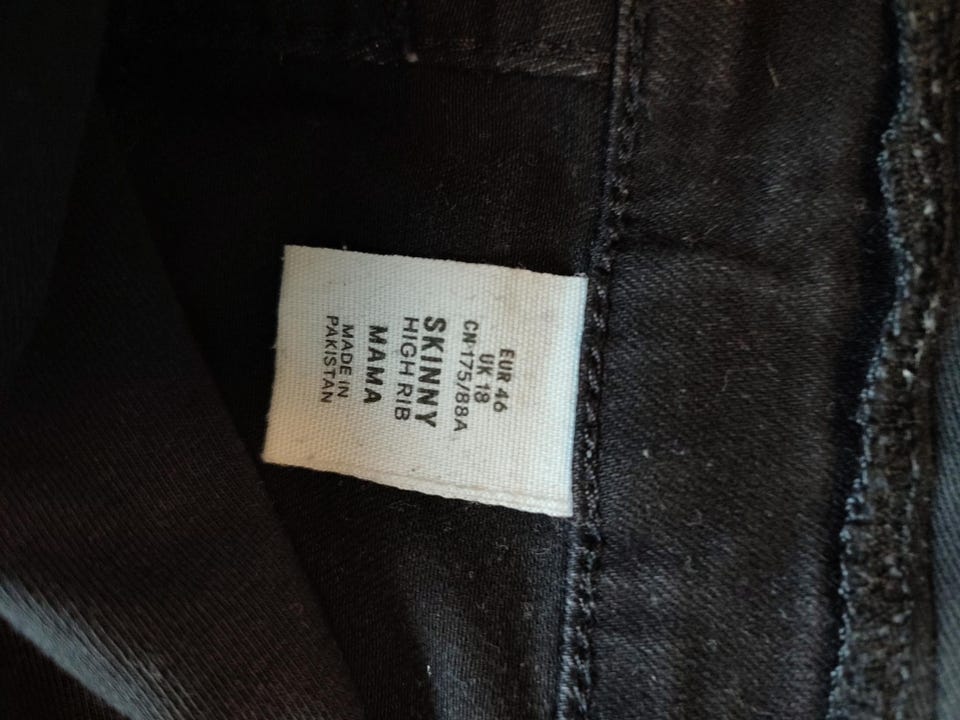 EUR 46
UK 18
CN 175/88A
SKINNY
HIGH RIB
MAMA
MADE IN
PAKISTAN